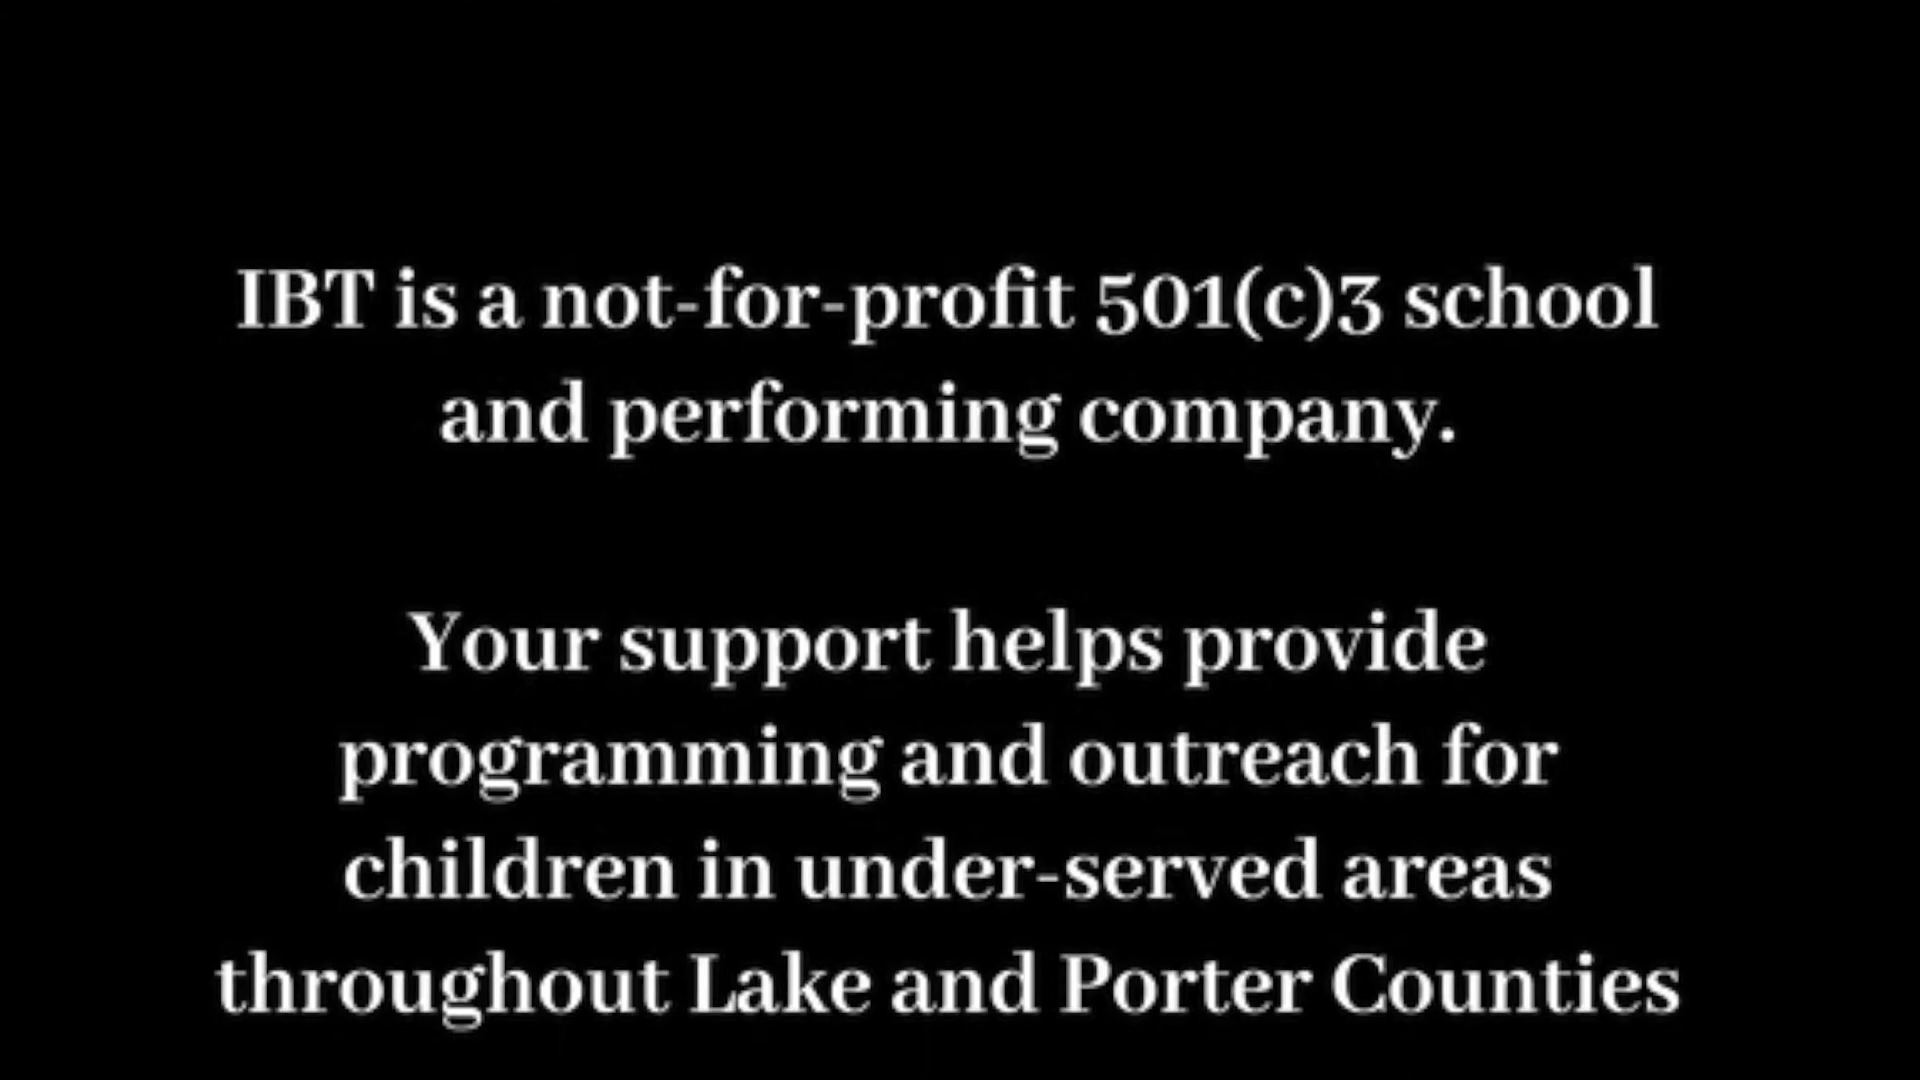 IBT is a not-for-profit 501(c)3 school
and performing company.
Your support helps provide
programming and outreach for
children in under-served areas
throughout Lake and Porter Counties